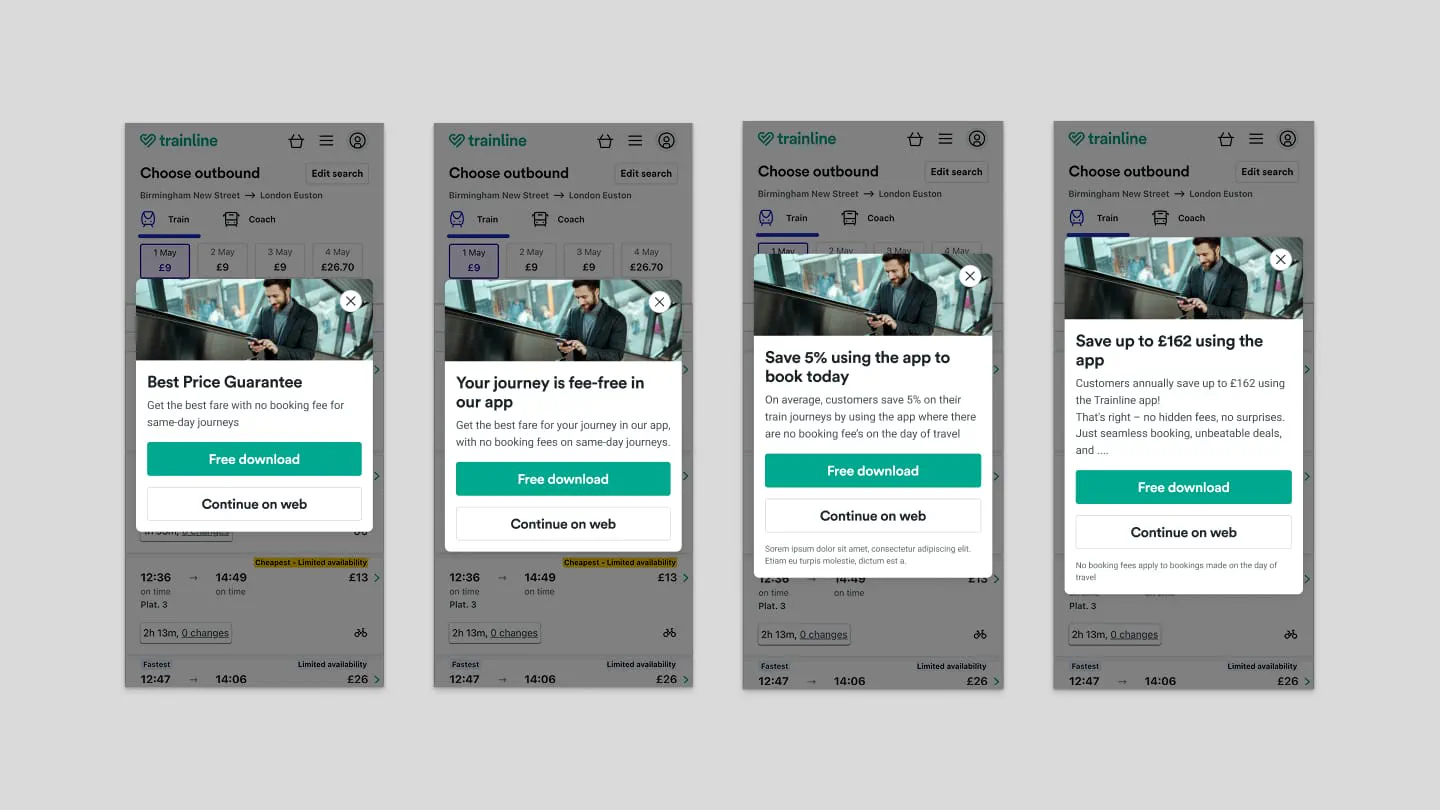 trainline
Choose outbound
Edit search
Birmingham New Street → London Euston
Train
Coach
1 May
£9
2 May
£9
3 May
£9
4 May
£26.70
Best Price Guarantee
Get the best fare with no booking fee for
same-day journeys
Free download
Continue on web
0 changes
Cheapest - Limited availability
12:36 → 14:49
£13
on time
on time
Plat. 3
2h 13m, 0 changes
Fastest
Limited availability
12:47 → 14:06
£26
trainline
Choose outbound
Edit search
Birmingham New Street → London Euston
Train
Coach
1 May
£9
2 May
£9
3 May
£9
4 May
£26.70
Your journey is fee-free in
our app
Get the best fare for your journey in our app,
with no booking fees on same-day journeys.
Free download
Continue on web
Cheapest - Limited availability
12:36 → 14:49
£13
on time
on time
Plat. 3
2h 13m, 0 changes
Fastest
Limited availability
12:47 → 14:06
£26
trainline
Choose outbound
Edit search
Birmingham New Street → London Euston
Train
Coach
1 May
2 May
3 May
4 May
Save 5% using the app to
book today
On average, customers save 5% on their
train journeys by using the app where there
are no booking fee's on the day of travel
Free download
Continue on web
Sorem ipsum dolor sit amet, consectetur adipiscing elit.
Etiam eu turpis molestie, dictum est a.
12:36 → 14:49
£13
on time
on time
Plat. 3
2h 13m, 0 changes
Fastest
Limited availability
12:47 → 14:06
£26
trainline
Choose outbound
Edit search
Birmingham New Street → London Euston
Train
Coach
Save up to £162 using the
app
Customers annually save up to £162 using
the Trainline app!
That's right – no hidden fees, no surprises.
Just seamless booking, unbeatable deals,
and ....
Free download
Continue on web
No booking fees apply to bookings made on the day of
travel
on time
on time
Plat. 3
2h 13m, 0 changes
Fastest
Limited availability
12:47 → 14:06
£26